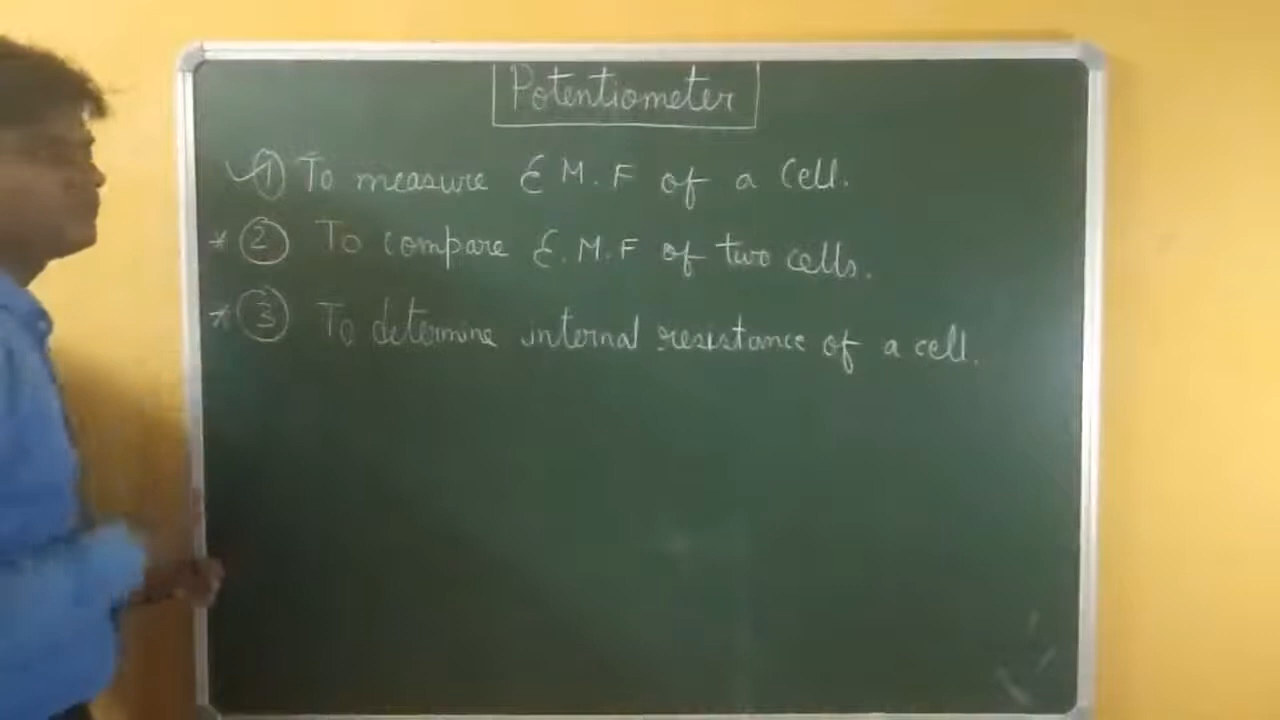 Potentiometer
✓ ① To measure E M.F of a Cell.
* ② To compare E.M.F of two cells.
* ③ To determine internal resistance of a cell.